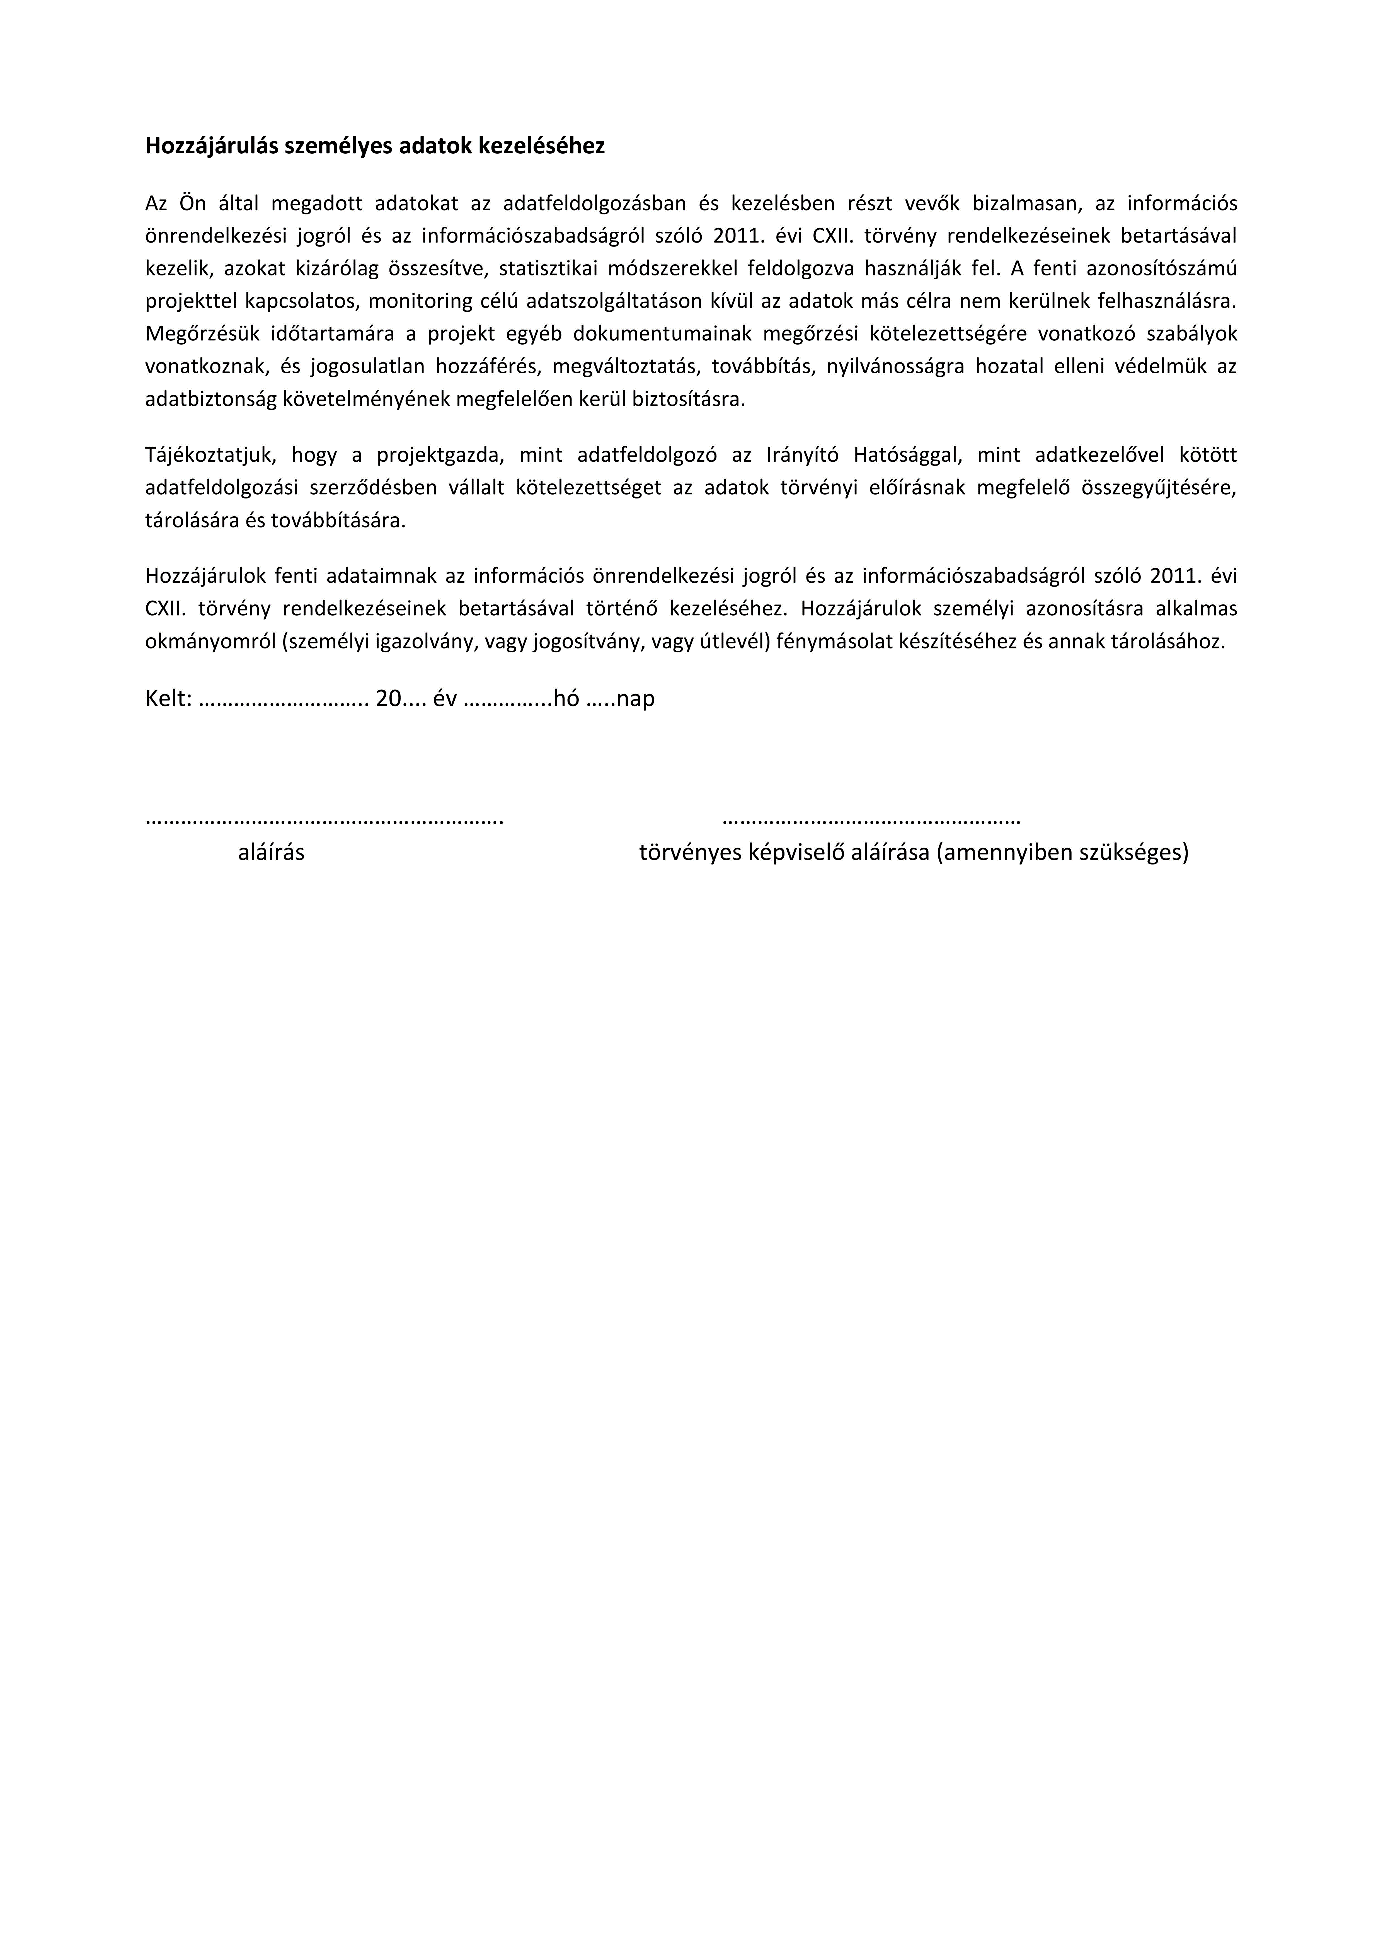 Hozzájárulás személyes adatok kezeléséhez
Az Ön által megadott adatokat az adatfeldolgozásban és kezelésben részt vevők bizalmasan, az információs
önrendelkezési jogról és az információszabadságról szóló 2011. évi CXII. törvény rendelkezéseinek betartásával
kezelik, azokat kizárólag összesítve, statisztikai módszerekkel feldolgozva használják fel. A fenti azonosítószámú
projekttel kapcsolatos, monitoring célú adatszolgáltatáson kívül az adatok más célra nem kerülnek felhasználásra.
Megőrzésük időtartamára a projekt egyéb dokumentumainak megőrzési kötelezettségére vonatkozó szabályok
vonatkoznak, és jogosulatlan hozzáférés, megváltoztatás, továbbítás, nyilvánosságra hozatal elleni védelmük az
adatbiztonság követelményének megfelelően kerül biztosításra.
Tájékoztatjuk, hogy a projektgazda, mint adatfeldolgozó az Irányító Hatósággal, mint adatkezelővel kötött
adatfeldolgozási szerződésben vállalt kötelezettséget az adatok törvényi előírásnak megfelelő összegyűjtésére,
tárolására és továbbítására.
Hozzájárulok fenti adataimnak az információs önrendelkezési jogról és az információszabadságról szóló 2011. évi
CXII. törvény rendelkezéseinek betartásával történő kezeléséhez. Hozzájárulok személyi azonosításra alkalmas
okmányomról (személyi igazolvány, vagy jogosítvány, vagy útlevél) fénymásolat készítéséhez és annak tárolásához.
Kelt: ……………………….. 20.... év …………...hó …..nap
……………………………………………………. ……………………………………………
aláírás törvényes képviselő aláírása (amennyiben szükséges)